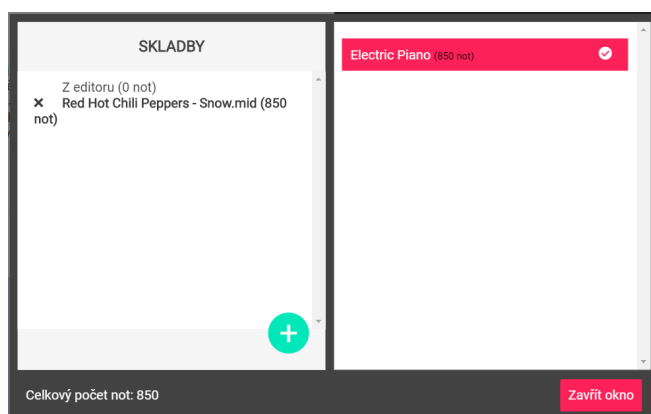 SKLADBY
Z editoru (0 not)
Red Hot Chili Peppers - Snow.mid (850
not)
Electric Piano (850 not)
Celkový počet not: 850
Zavřít okno